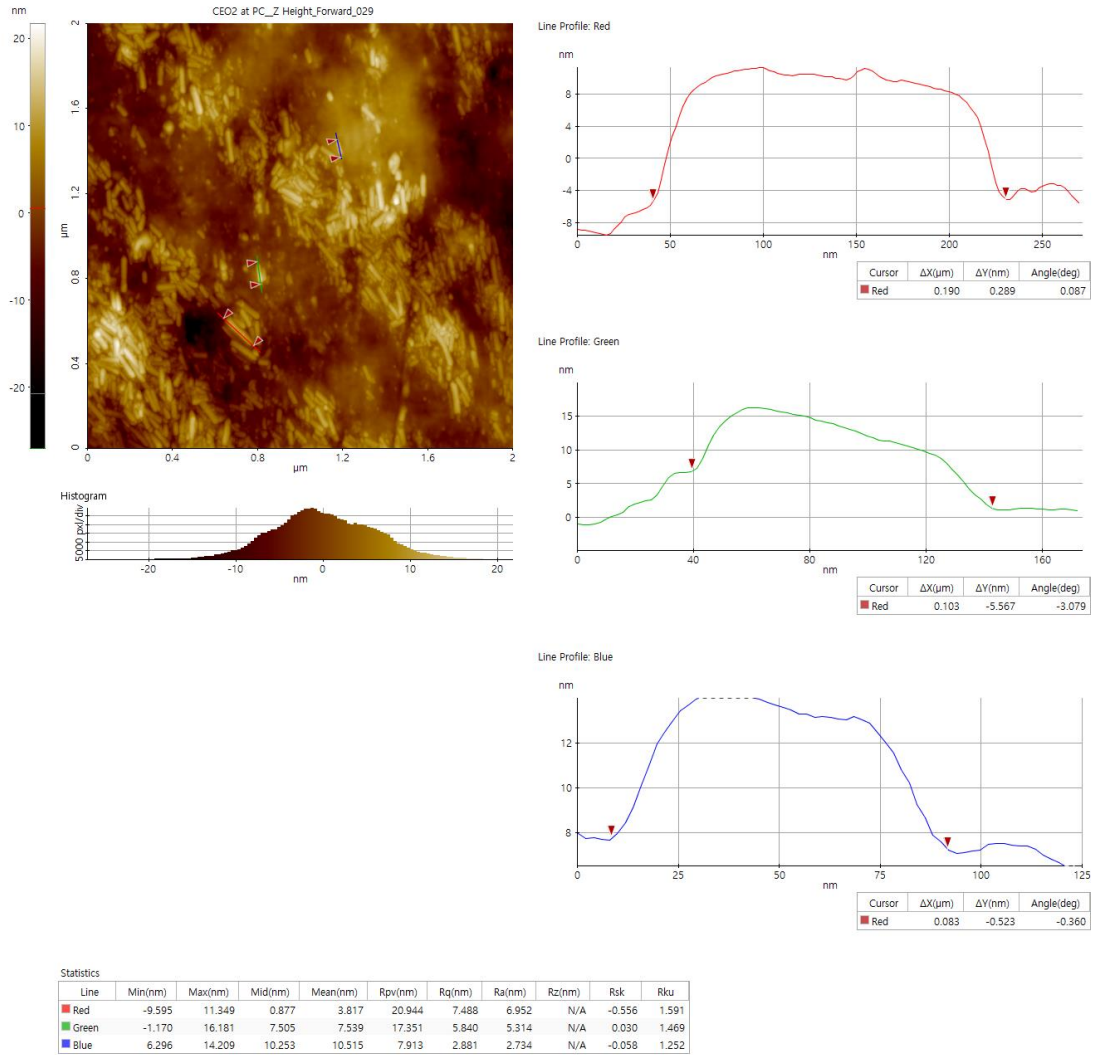 nm
CEO2 at PC__Z Height_Forward_029
20
10
0
-10
-20
2
1.6
1.2
0.8
0.4
0
µm
0 0.4 0.8 1.2 1.6 2
µm
Histogram
5000 pxl/div
-20 -10 0 10 20
nm
Line Profile: Red
nm
8
4
0
-4
-8
0 50 100 150 200 250
nm
Cursor ΔX(µm) ΔY(nm) Angle(deg)
Red 0.190 0.289 0.087
Line Profile: Green
nm
15
10
5
0
0 40 80 120 160
nm
Cursor ΔX(µm) ΔY(nm) Angle(deg)
Red 0.103 -5.567 -3.079
Line Profile: Blue
nm
12
10
8
0 25 50 75 100 125
nm
Cursor ΔX(µm) ΔY(nm) Angle(deg)
Red 0.083 -0.523 -0.360
Statistics
Line Min(nm) Max(nm) Mid(nm) Mean(nm) Rpv(nm) Rq(nm) Ra(nm) Rz(nm) Rsk Rku
Red -9.595 11.349 0.877 3.817 20.944 7.488 6.952 N/A -0.556 1.591
Green -1.170 16.181 7.505 7.539 17.351 5.840 5.314 N/A 0.030 1.469
Blue 6.296 14.209 10.253 10.515 7.913 2.881 2.734 N/A -0.058 1.252